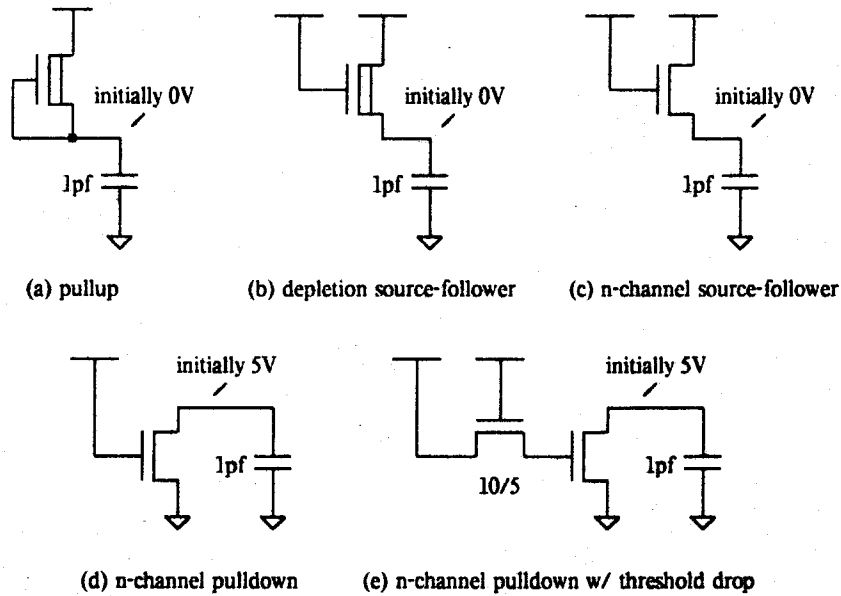 initially 0V
1pf
(a) pullup
initially 0V
1pf
(b) depletion source-follower
initially 0V
1pf
(c) n-channel source-follower
initially 5V
1pf
(d) n-channel pulldown
initially 5V
1pf
10/5
(e) n-channel pulldown w/ threshold drop